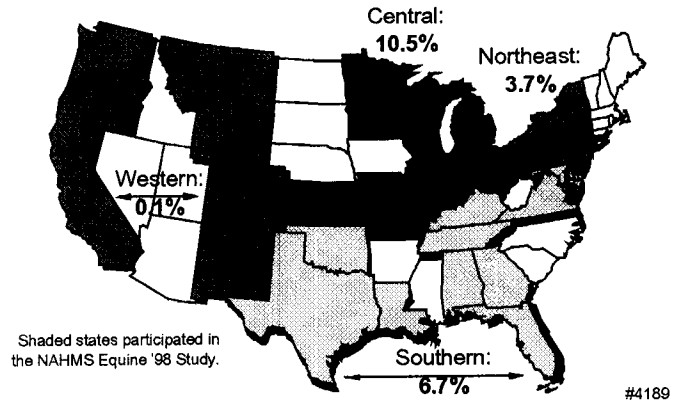 Central:
10.5%
Northeast:
3.7%
Western:
0.1%
Shaded states participated in
the NAHMS Equine '98 Study.
Southern:
6.7%
#4189